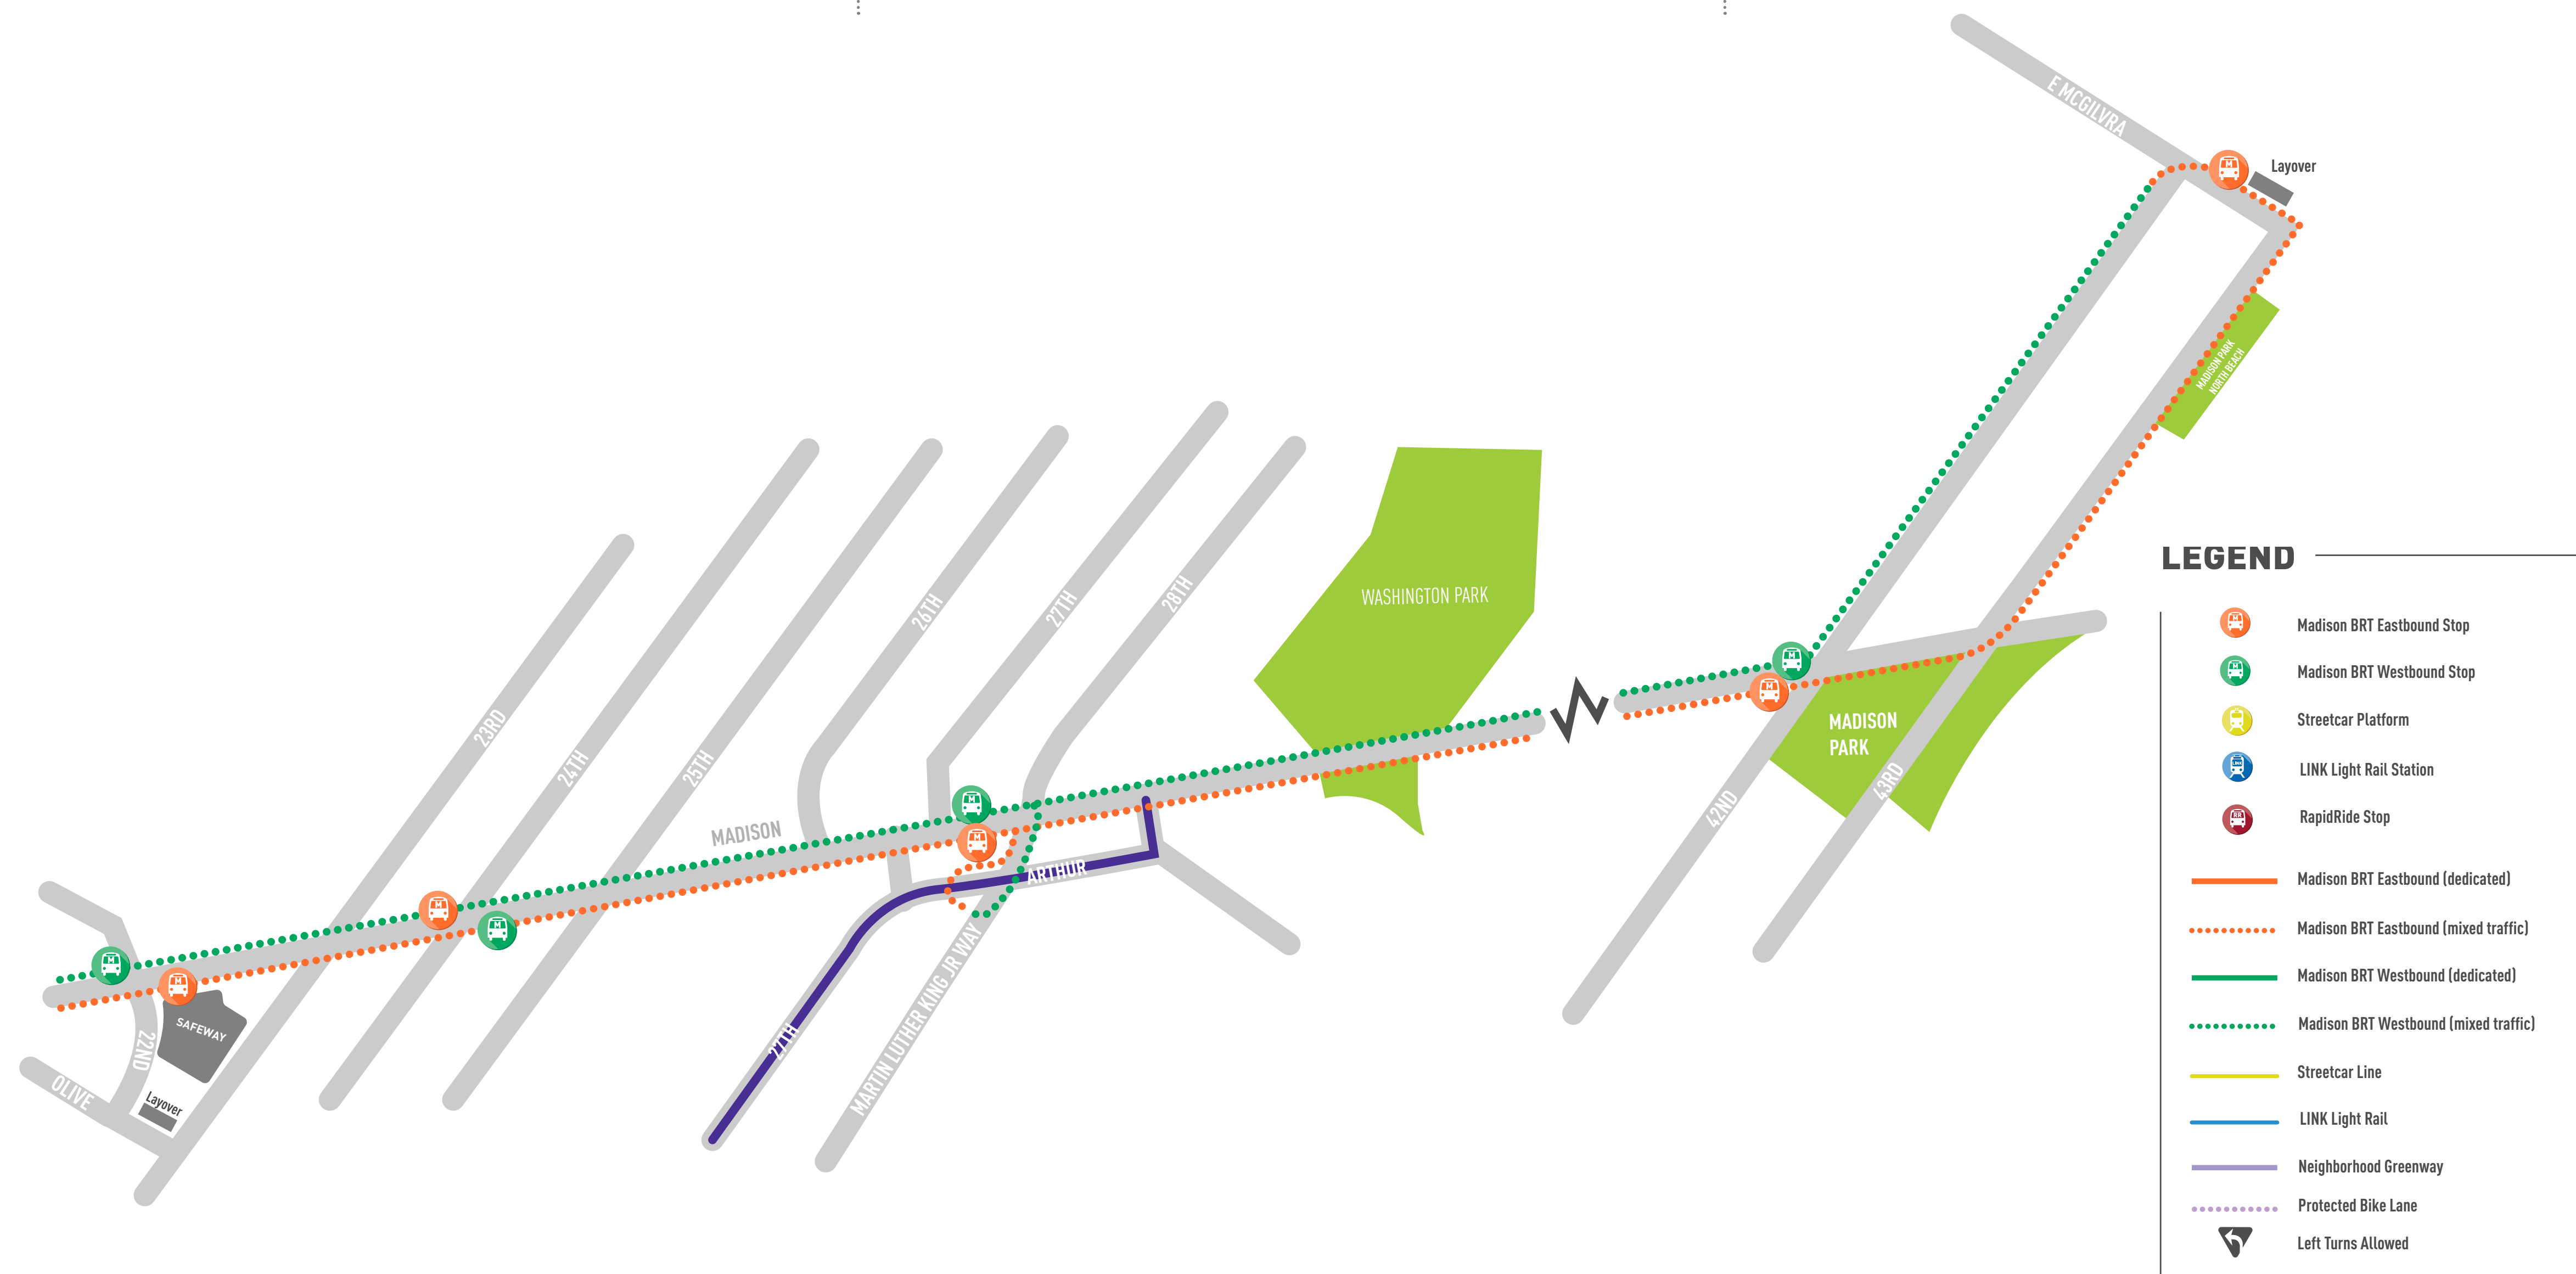 E MCGILVRA
Layover
MADISON PARK
NORTH BEACH
23RD
24TH
25TH
26TH
27TH
28TH
WASHINGTON PARK
MADISON
MADISON
PARK
42ND
43RD
ARTHUR
27TH
MARTIN LUTHER KING JR WAY
SAFEWAY
22ND
OLIVE
Layover
LEGEND
Madison BRT Eastbound Stop
Madison BRT Westbound Stop
Streetcar Platform
LINK Light Rail Station
RapidRide Stop
Madison BRT Eastbound (dedicated)
Madison BRT Eastbound (mixed traffic)
Madison BRT Westbound (dedicated)
Madison BRT Westbound (mixed traffic)
Streetcar Line
LINK Light Rail
Neighborhood Greenway
Protected Bike Lane
Left Turns Allowed